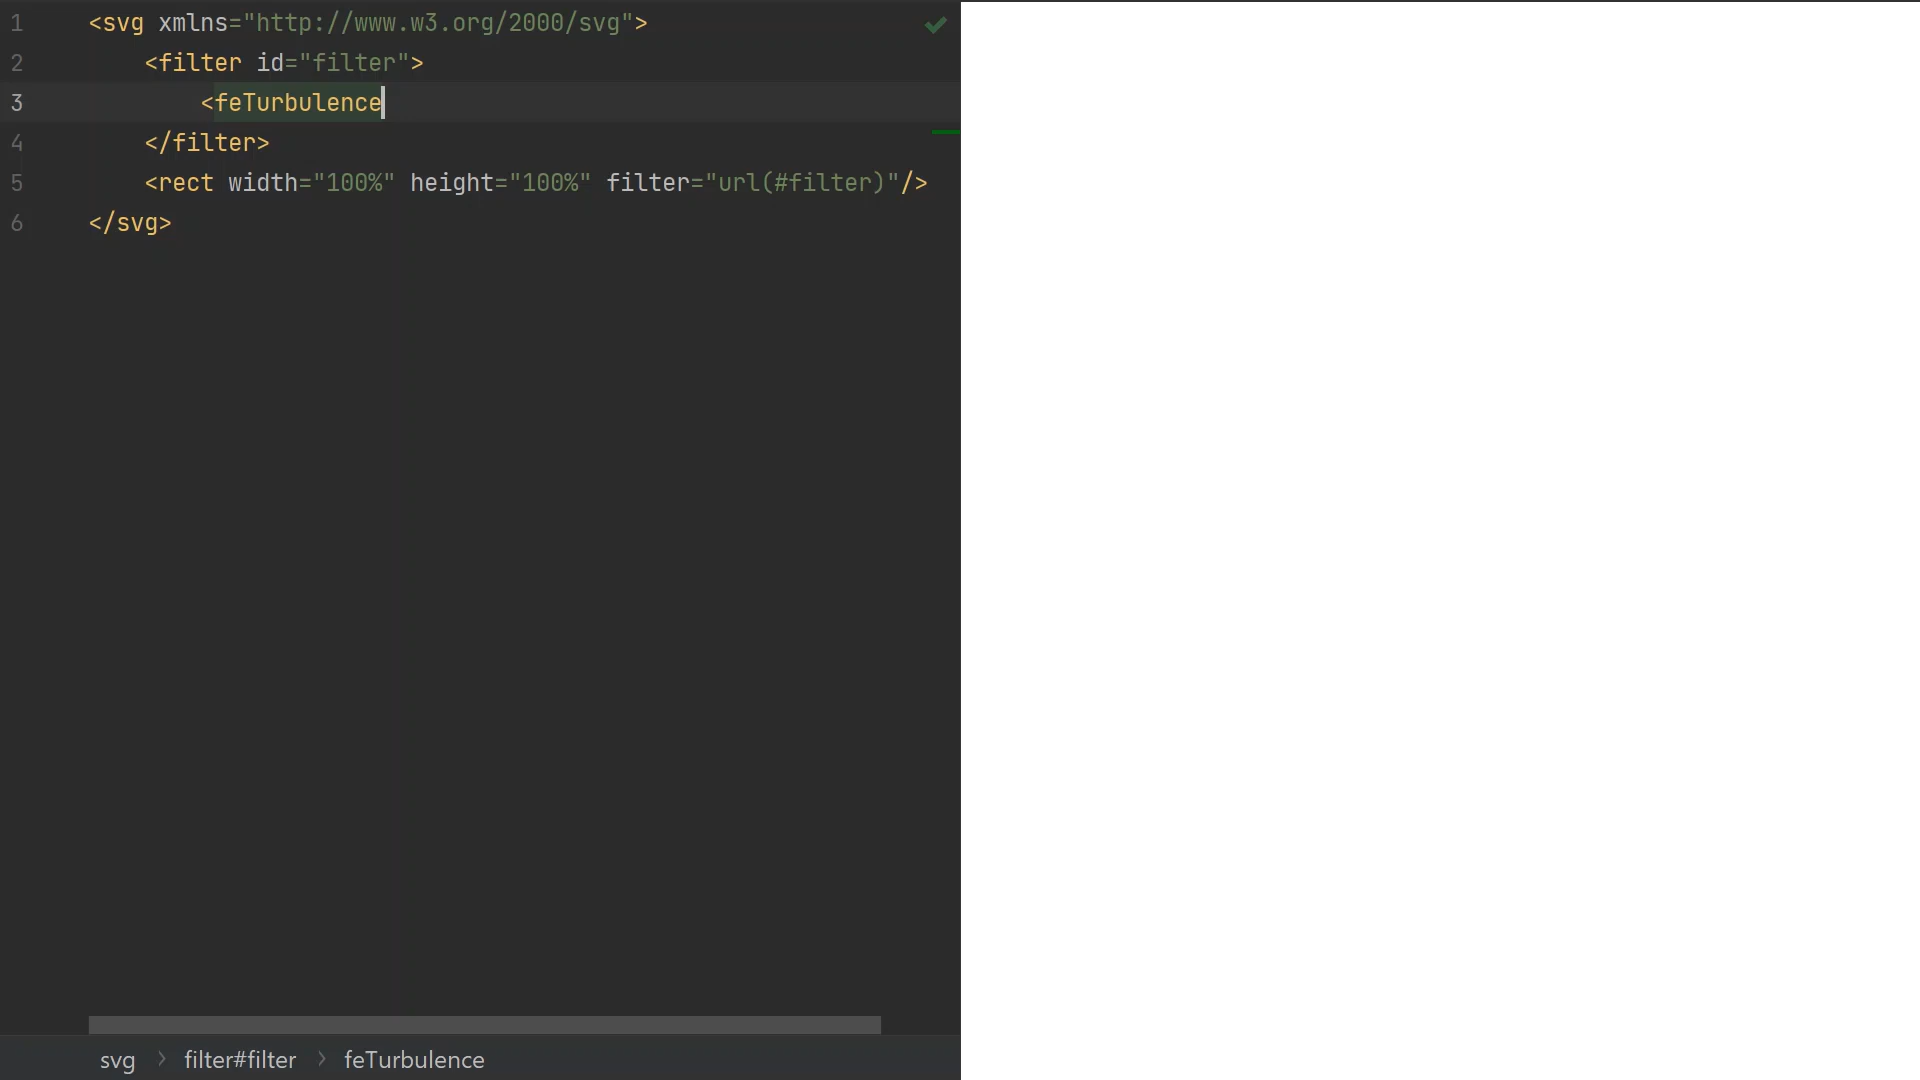 1 <svg xmlns="http://www.w3.org/2000/svg">
2 <filter id="filter">
3 <feTurbulence
4 </filter>
5 <rect width="100%" height="100%" filter="url(#filter)"/>
6 </svg>
svg > filter#filter > feTurbulence